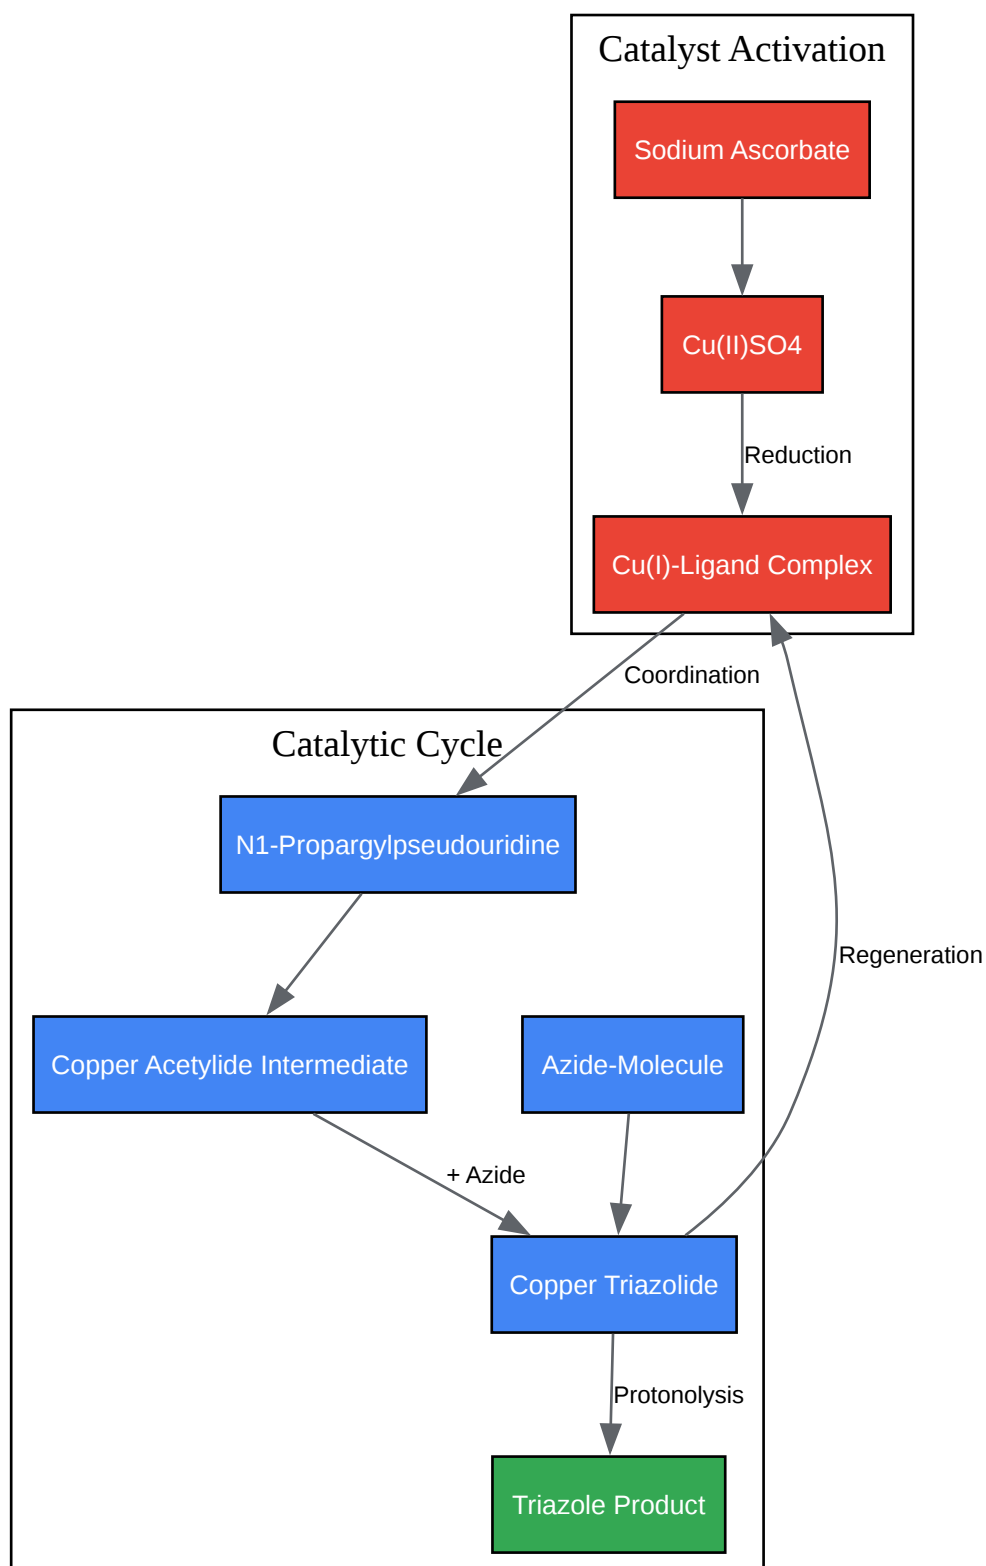 Catalyst Activation
Sodium Ascorbate
Cu(II)SO4
Reduction
Cu(I)-Ligand Complex
Coordination
Catalytic Cycle
N1-Propargylpseudouridine
Regeneration
Copper Acetylide Intermediate
Azide-Molecule
+ Azide
Copper Triazolide
Protonolysis
Triazole Product